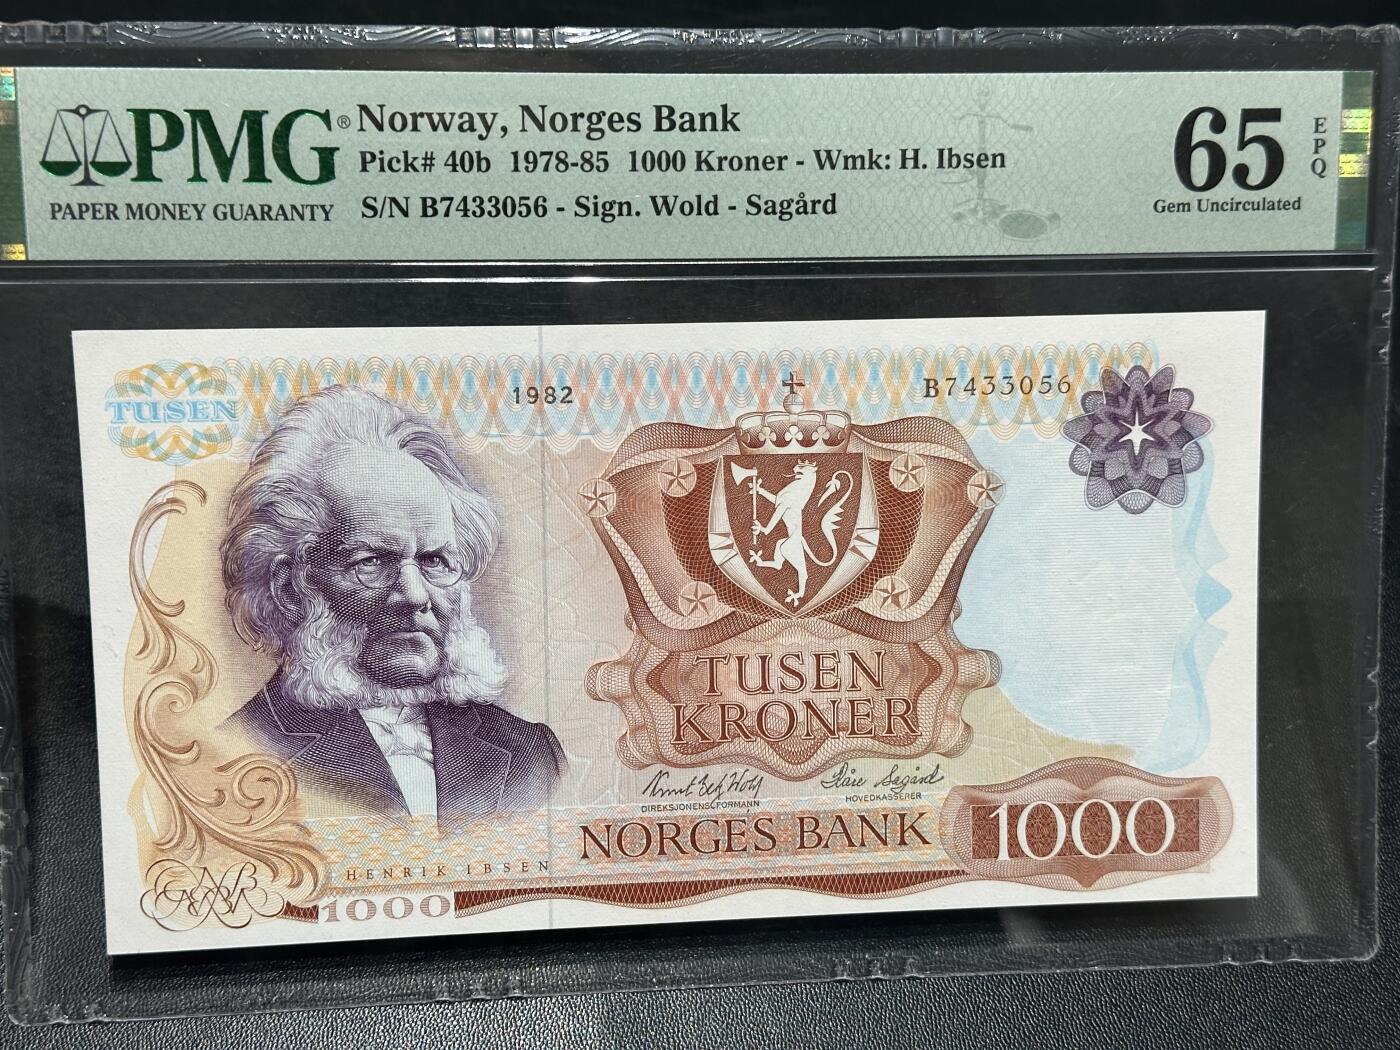 PMG®
PAPER MONEY GUARANTY
Norway, Norges Bank
Pick# 40b 1978-85 1000 Kroner - Wmk: H. Ibsen
S/N B7433056 - Sign. Wold - Sagård
65
EPQ
Gem Uncirculated
TUSEN
1982
B7433056
TUSEN
KRONER
DIREKSJONENS FORMANN
HOVEDKASSERER
NORGES BANK
1000
HENRIK IBSEN
1000